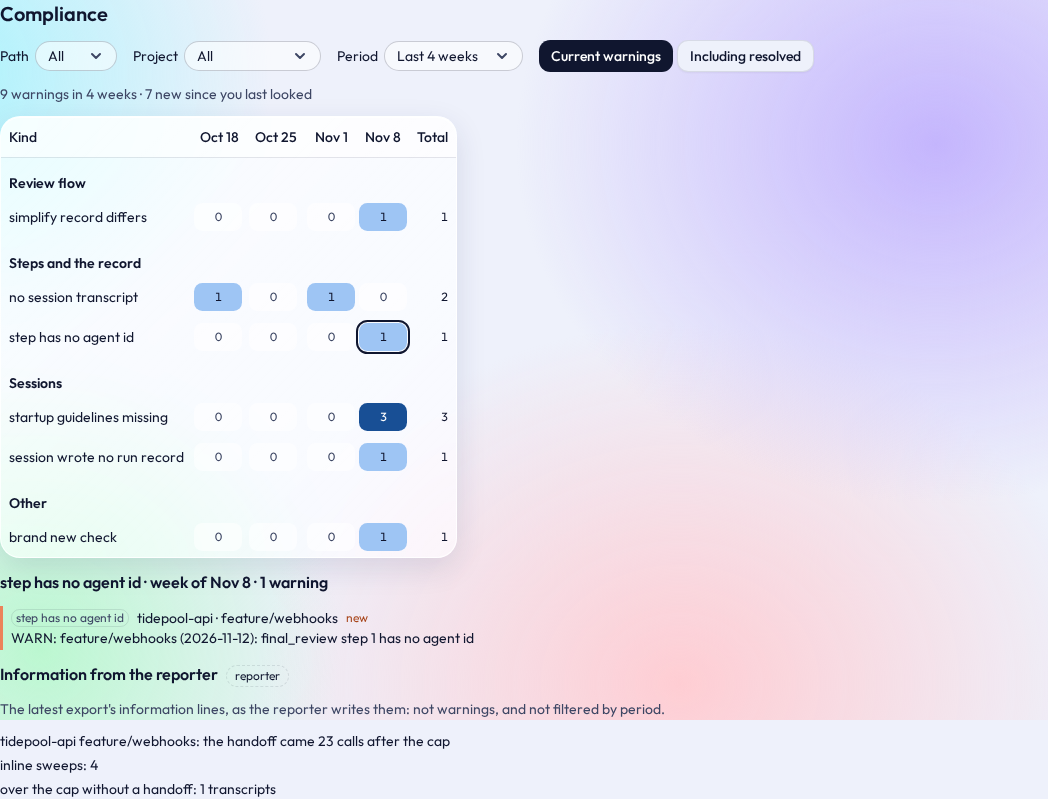 Compliance
Path All Project All Period Last 4 weeks Current warnings Including resolved
9 warnings in 4 weeks · 7 new since you last looked
Kind Oct 18 Oct 25 Nov 1 Nov 8 Total
Review flow
simplify record differs 0 0 0 1 1
Steps and the record
no session transcript 1 0 1 0 2
step has no agent id 0 0 0 1 1
Sessions
startup guidelines missing 0 0 0 3 3
session wrote no run record 0 0 0 1 1
Other
brand new check 0 0 0 1 1
step has no agent id · week of Nov 8 · 1 warning
step has no agent id tidepool-api · feature/webhooks new
WARN: feature/webhooks (2026-11-12): final_review step 1 has no agent id
Information from the reporter reporter
The latest export's information lines, as the reporter writes them: not warnings, and not filtered by period.
tidepool-api feature/webhooks: the handoff came 23 calls after the cap
inline sweeps: 4
over the cap without a handoff: 1 transcripts